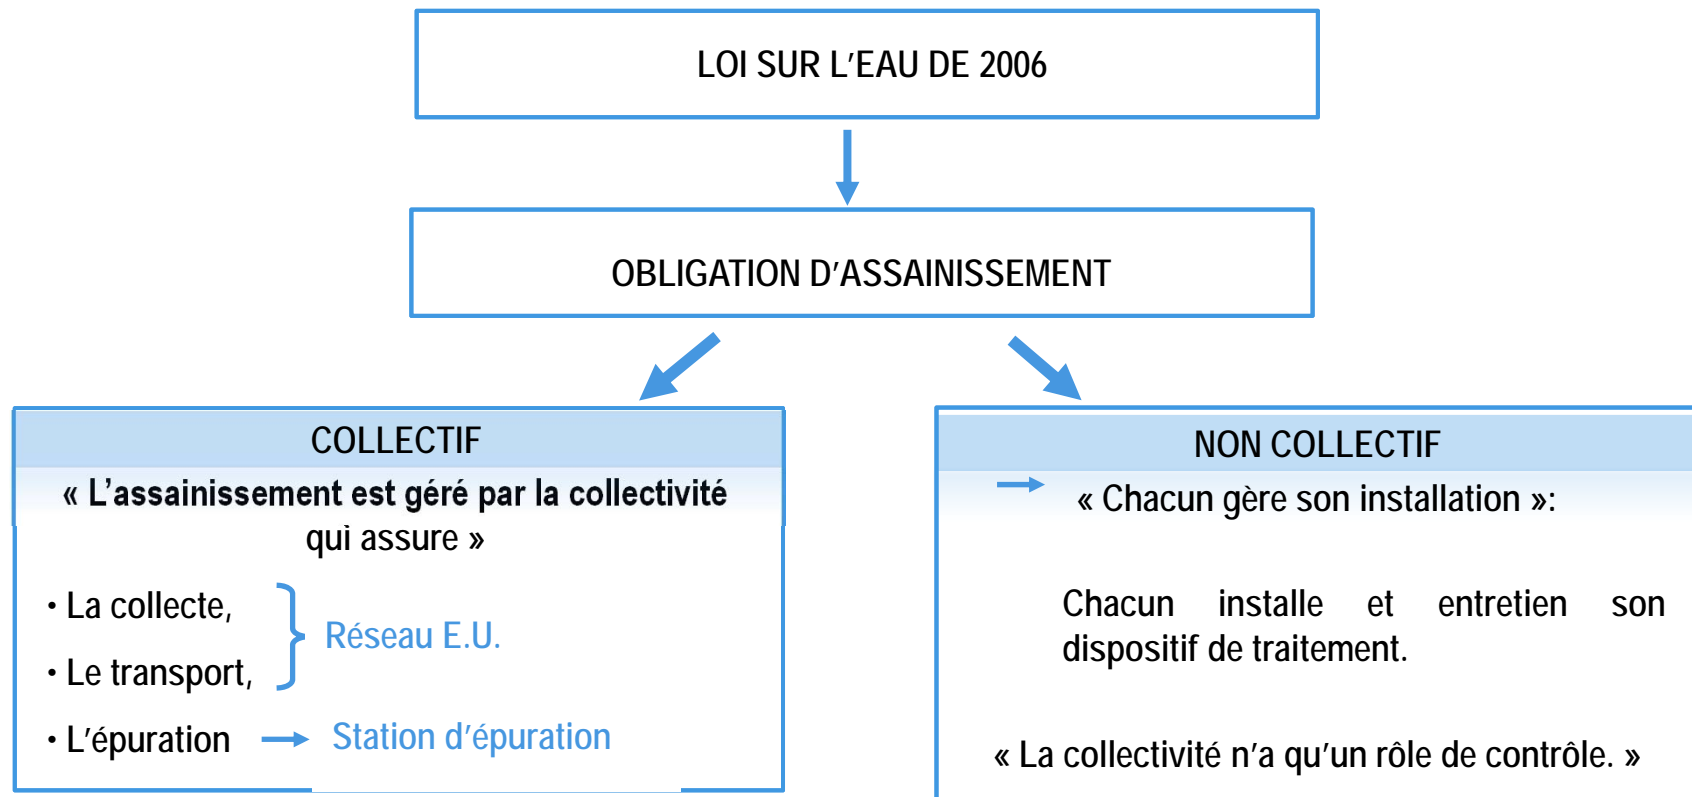 LOI SUR L'EAU DE 2006
OBLIGATION D'ASSAINISSEMENT
COLLECTIF
« L'assainissement est géré par la collectivité
qui assure »
• La collecte,
• Le transport,
Réseau E.U.
• L'épuration
Station d'épuration
NON COLLECTIF
« Chacun gère son installation »:
Chacun installe et entretien son
dispositif de traitement.
« La collectivité n'a qu'un rôle de contrôle. »